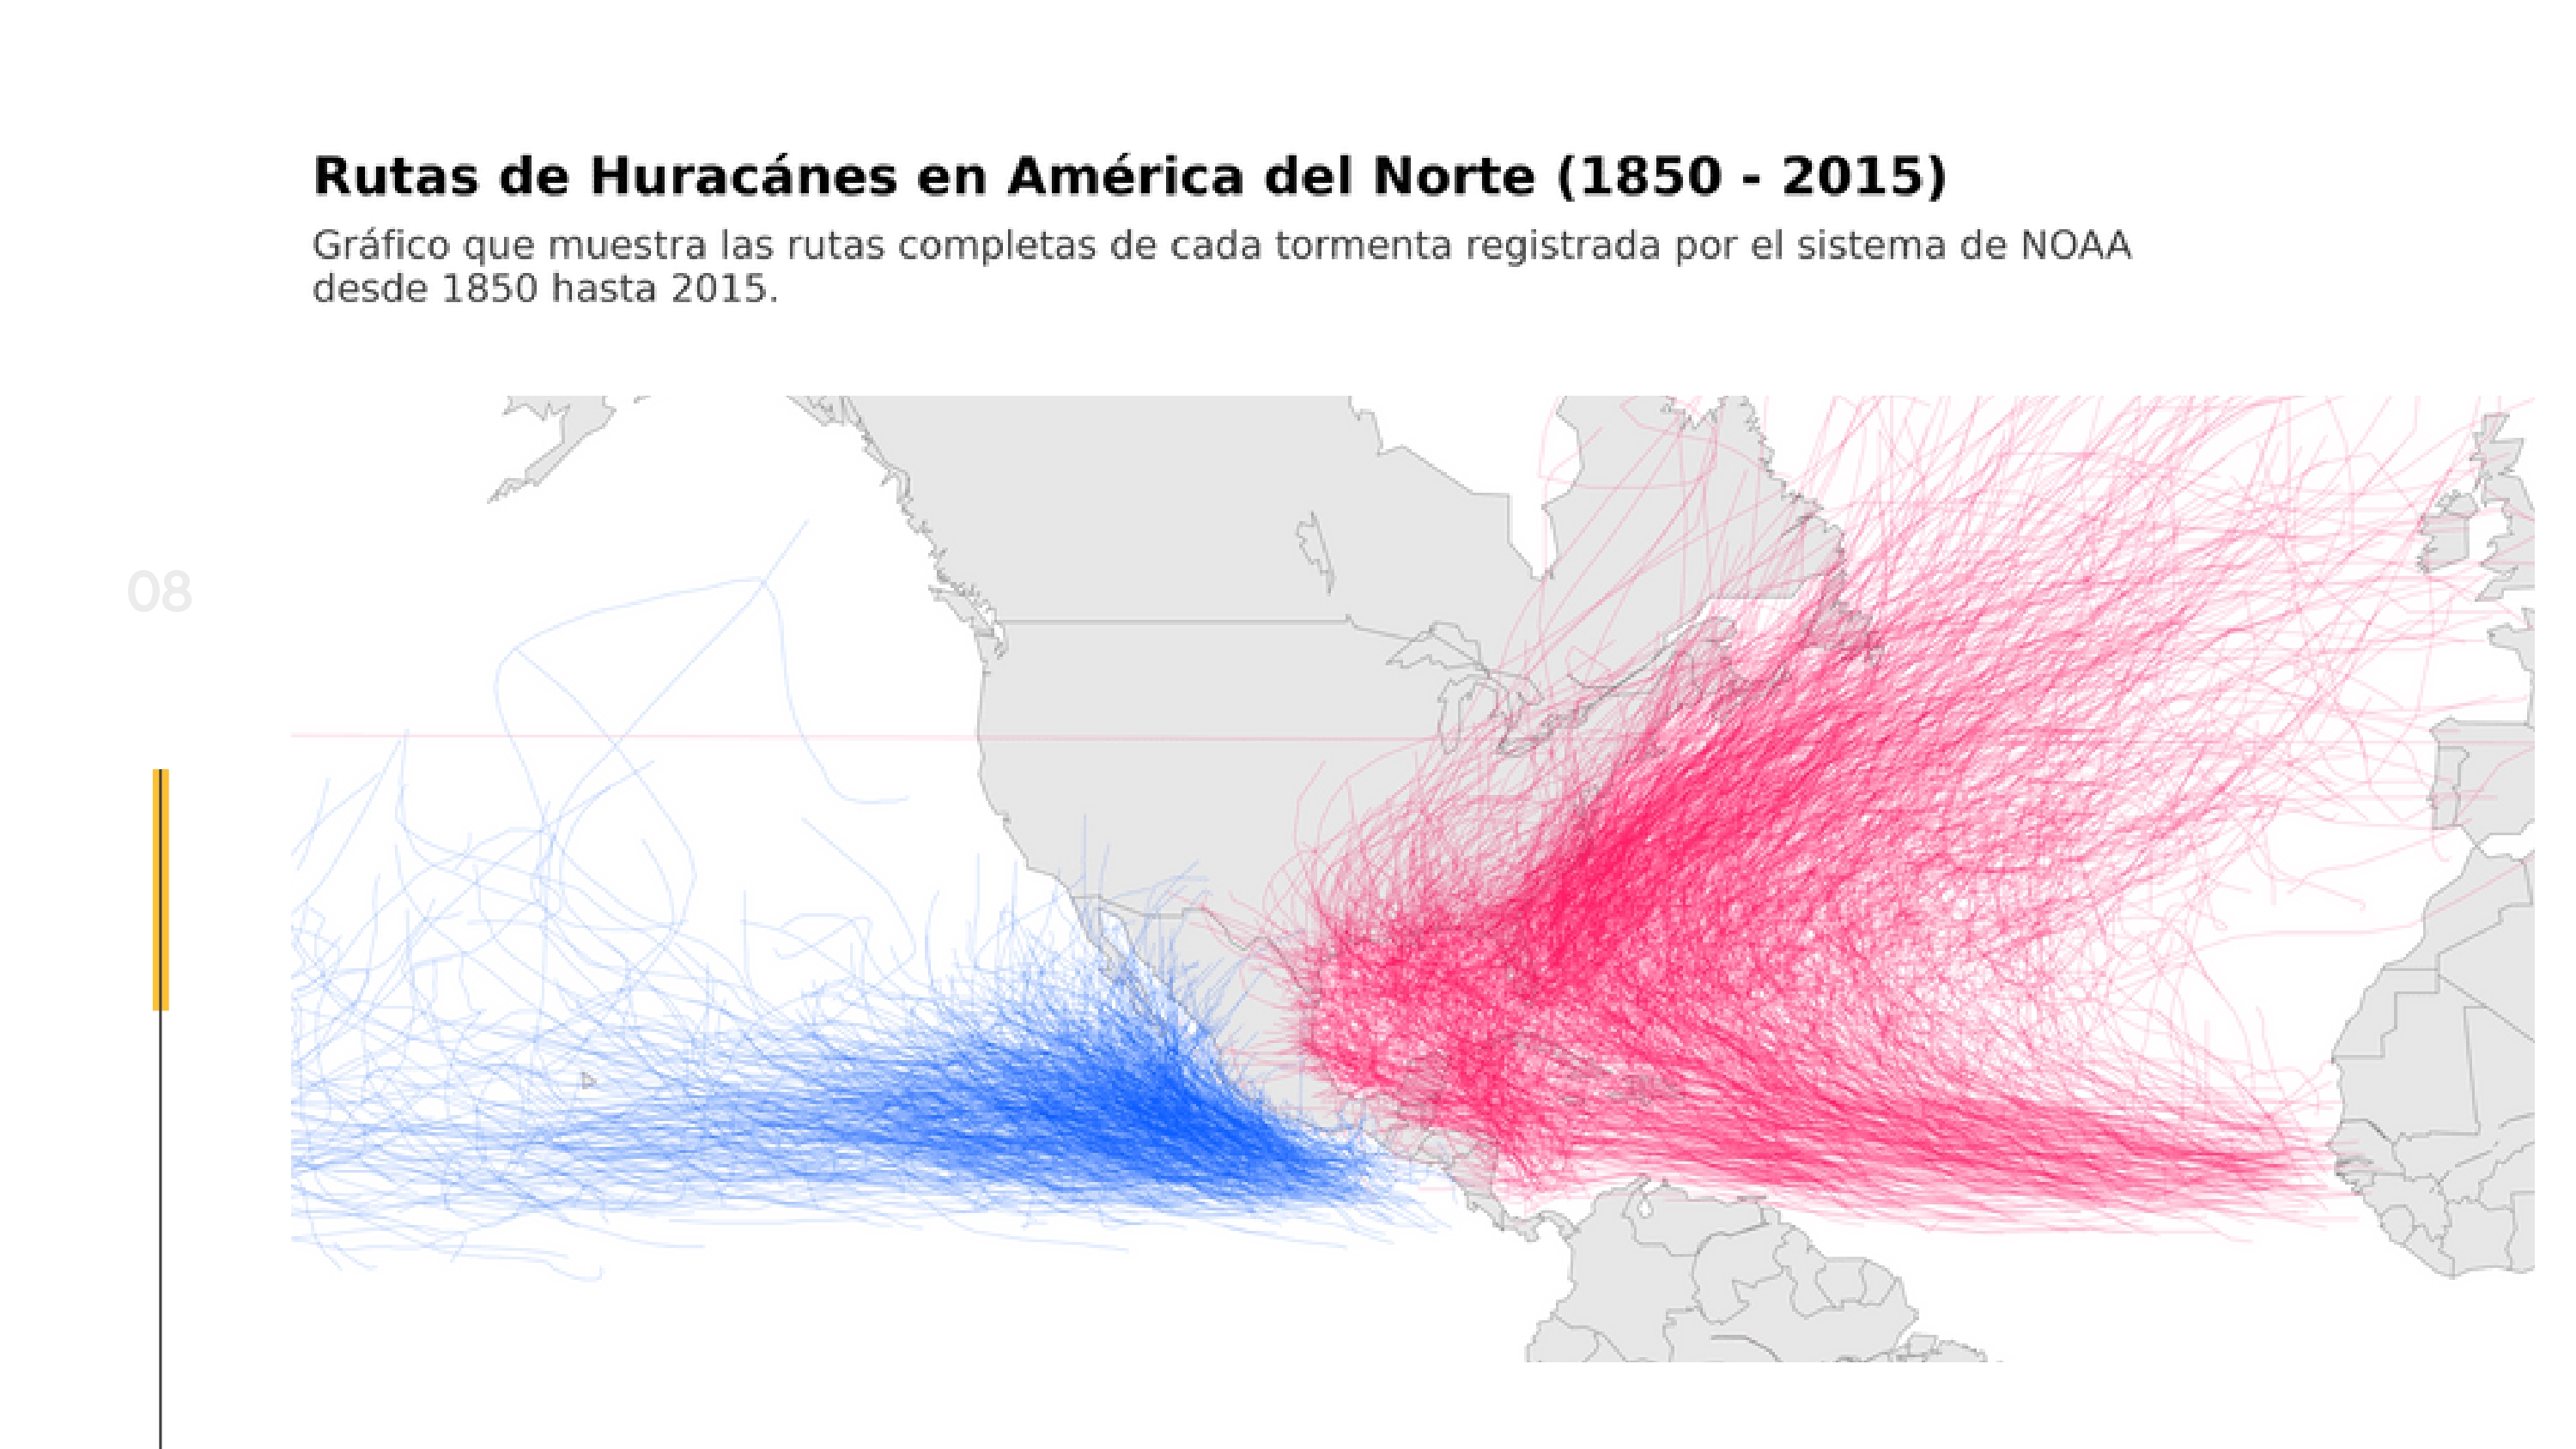 Rutas de Huracánes en América del Norte (1850 - 2015)
Gráfico que muestra las rutas completas de cada tormenta registrada por el sistema de NOAA
desde 1850 hasta 2015.
08